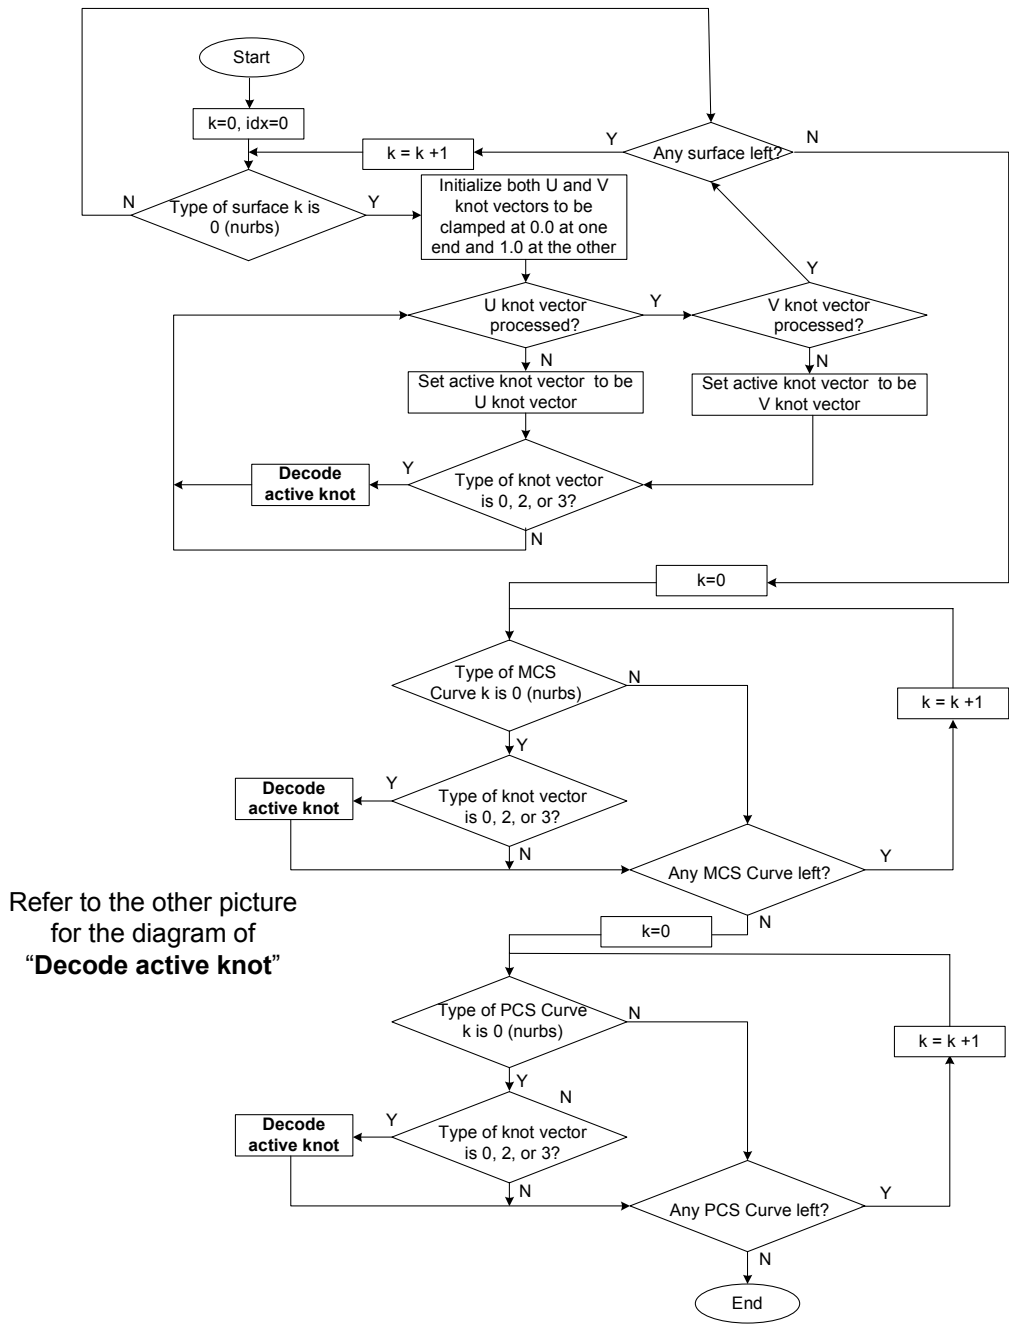 Start
k=0, idx=0
k = k +1
Y
Any surface left?
N
N
Type of surface k is
0 (nurbs)
Y
Initialize both U and V
knot vectors to be
clamped at 0.0 at one
end and 1.0 at the other
Y
U knot vector
processed?
Y
V knot vector
processed?
N
N
Set active knot vector to be
U knot vector
Set active knot vector to be
V knot vector
Decode
active knot
Y
Type of knot vector
is 0, 2, or 3?
N
k=0
Type of MCS
Curve k is 0 (nurbs)
N
k = k +1
Y
Decode
active knot
Y
Type of knot vector
is 0, 2, or 3?
N
Any MCS Curve left?
Y
N
Refer to the other picture
for the diagram of
“Decode active knot”
k=0
Type of PCS Curve
k is 0 (nurbs)
N
k = k +1
Y
N
Decode
active knot
Y
Type of knot vector
is 0, 2, or 3?
N
Any PCS Curve left?
Y
N
End